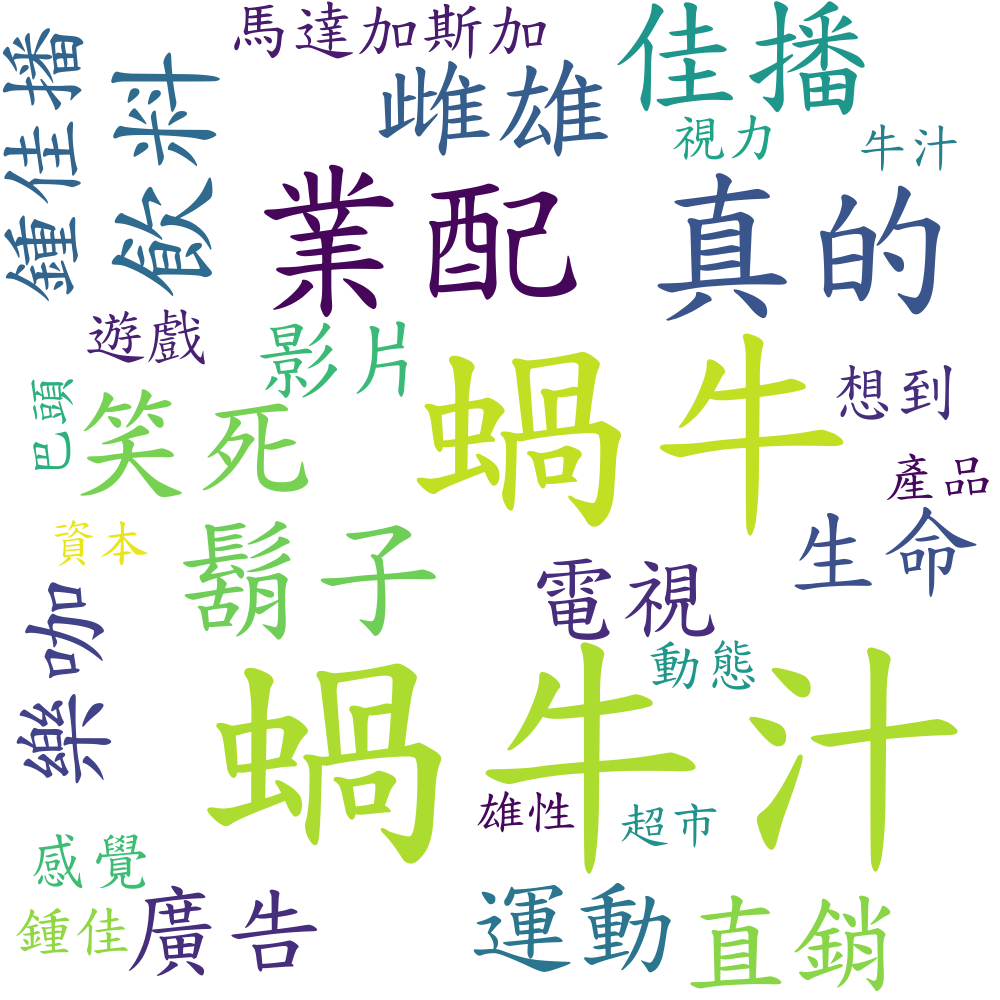 馬達加斯加
佳播
鍾佳播
飲料
雌雄
視力
牛汁
業配
真的
遊戲
影片
蝸牛
想到
巴頭
笑死
產品
資本
鬍子
生命
電視
樂咖
動態
蝸牛汁
雄性
超市
感覺
鍾佳
廣告
運動
直銷